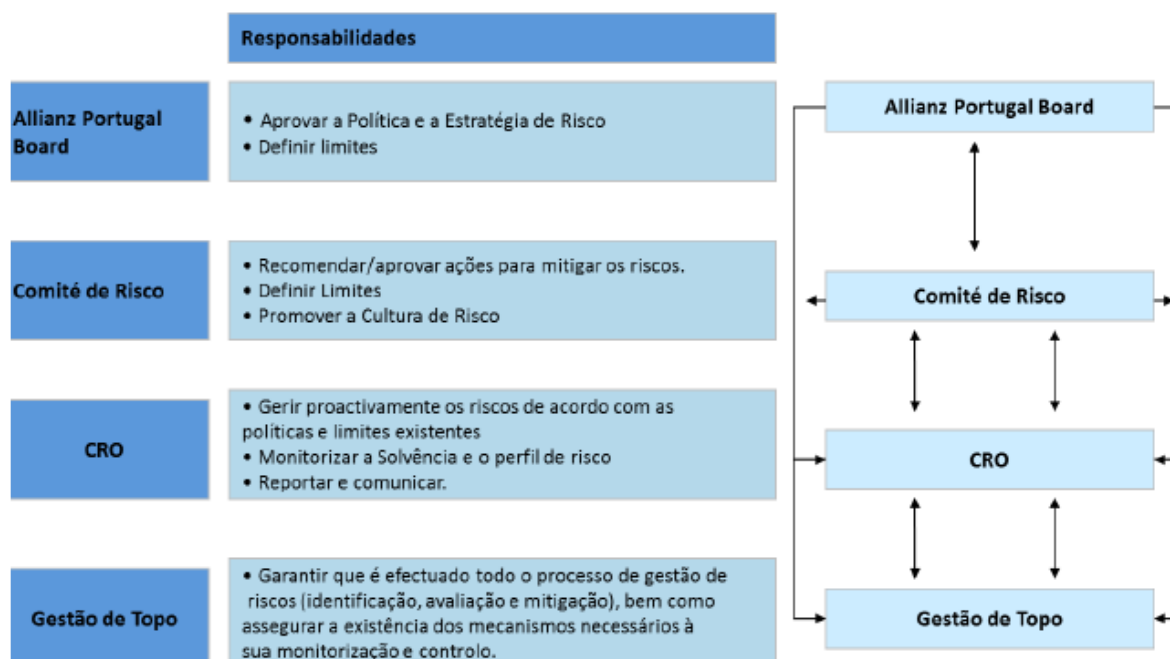 Responsabilidades
Allianz Portugal
Board
• Aprovar a Política e a Estratégia de Risco
• Definir limites
Allianz Portugal Board
Comité de Risco
• Recomendar/aprovar ações para mitigar os riscos.
• Definir Limites
• Promover a Cultura de Risco
Comité de Risco
CRO
• Gerir proactivamente os riscos de acordo com as
políticas e limites existentes
• Monitorizar a Solvência e o perfil de risco
• Reportar e comunicar.
CRO
Gestão de Topo
• Garantir que é efectuado todo o processo de gestão de
riscos (identificação, avaliação e mitigação), bem como
assegurar a existência dos mecanismos necessários à
sua monitorização e controlo.
Gestão de Topo